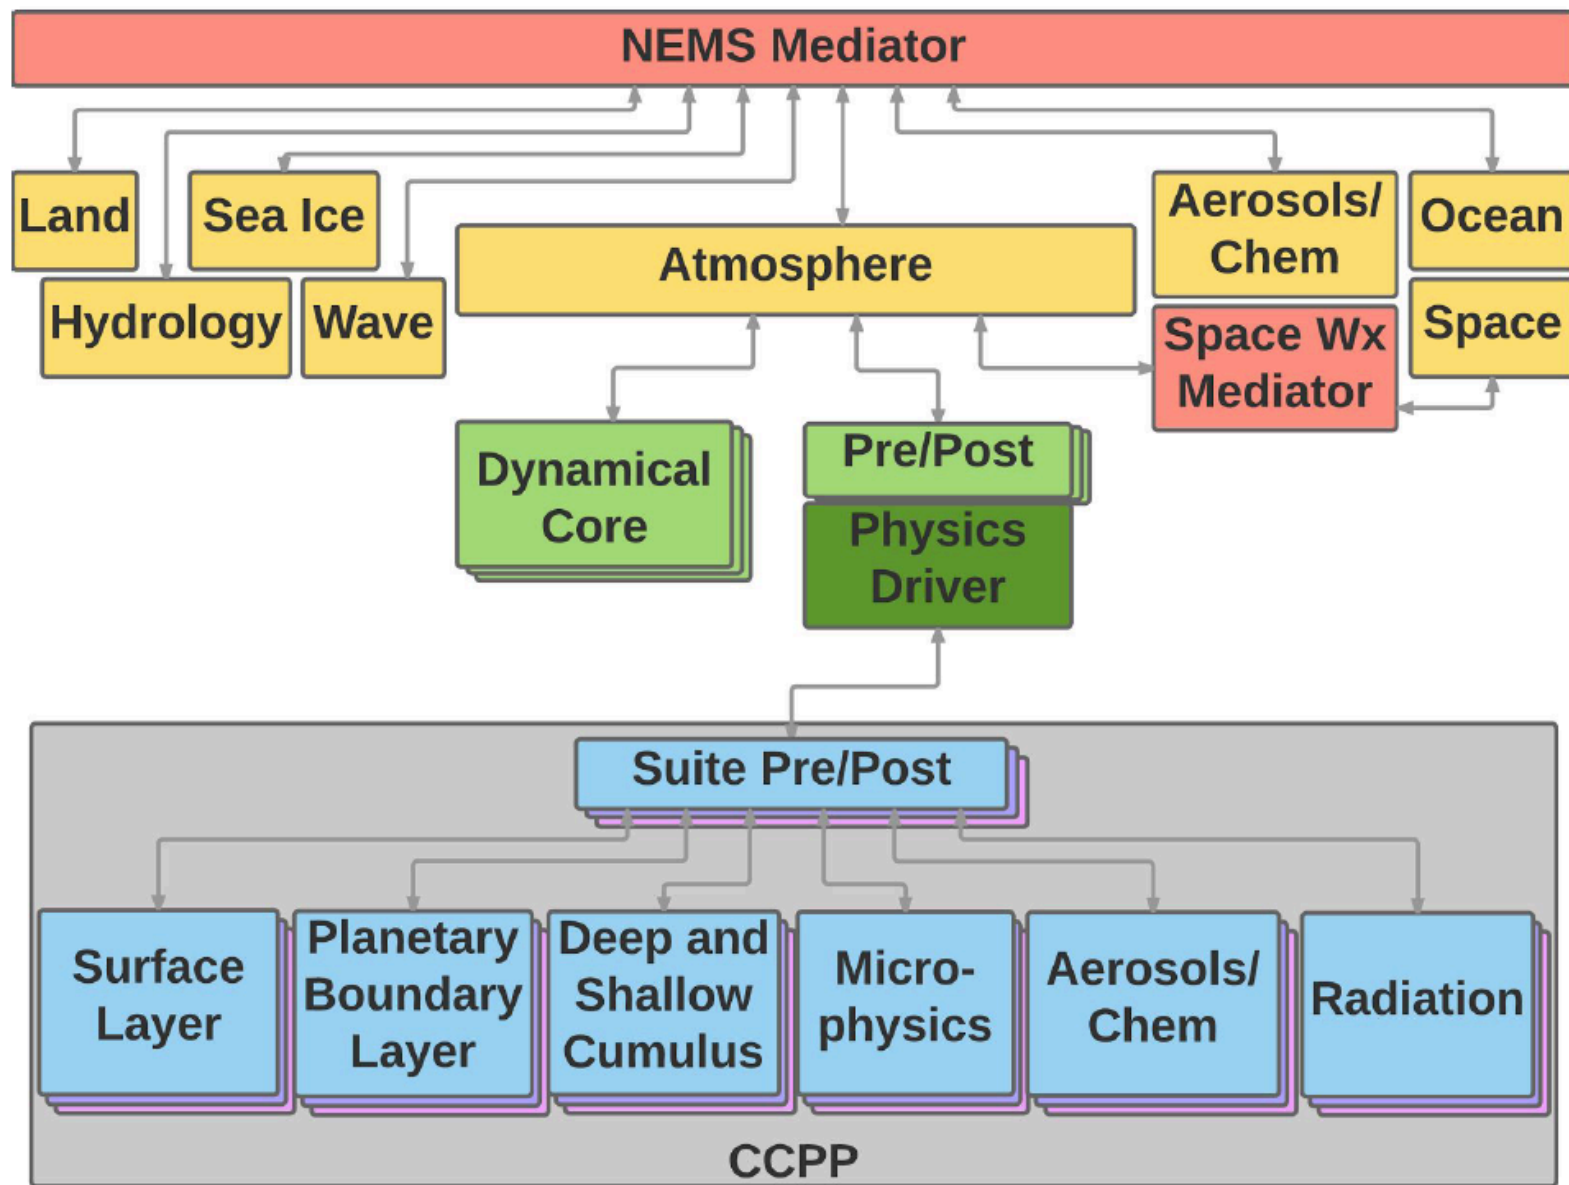 NEMS Mediator
Land
Sea Ice
Hydrology
Wave
Atmosphere
Aerosols/
Chem
Ocean
Space Wx
Mediator
Space
Dynamical
Core
Pre/Post
Physics
Driver
Suite Pre/Post
Surface
Layer
Planetary
Boundary
Layer
Deep and
Shallow
Cumulus
Micro-
physics
Aerosols/
Chem
Radiation
CCPP